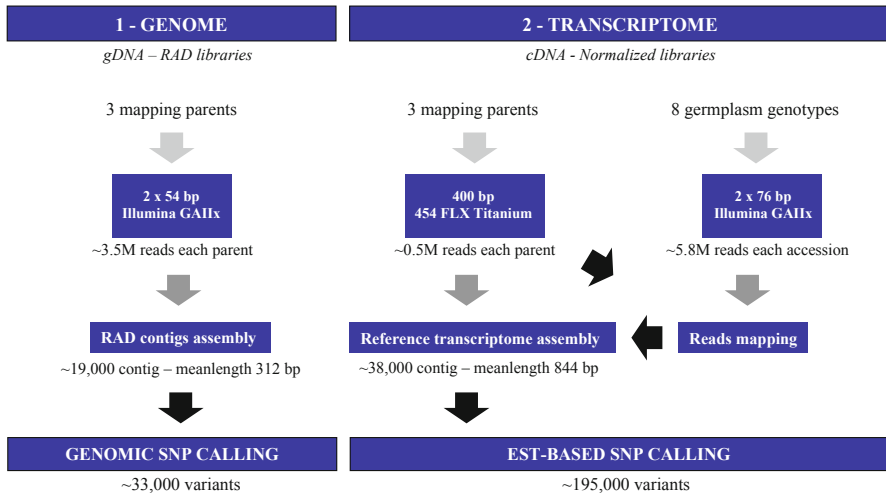 1 - GENOME
gDNA – RAD libraries
3 mapping parents
2 x 54 bp
Illumina GAIIx
~3.5M reads each parent
RAD contigs assembly
~19,000 contig – meanlength 312 bp
GENOMIC SNP CALLING
~33,000 variants
2 - TRANSCRIPTOME
cDNA - Normalized libraries
3 mapping parents
400 bp
454 FLX Titanium
~0.5M reads each parent
Reference transcriptome assembly
~38,000 contig – meanlength 844 bp
8 germplasm genotypes
2 x 76 bp
Illumina GAIIx
~5.8M reads each accession
Reads mapping
EST-BASED SNP CALLING
~195,000 variants